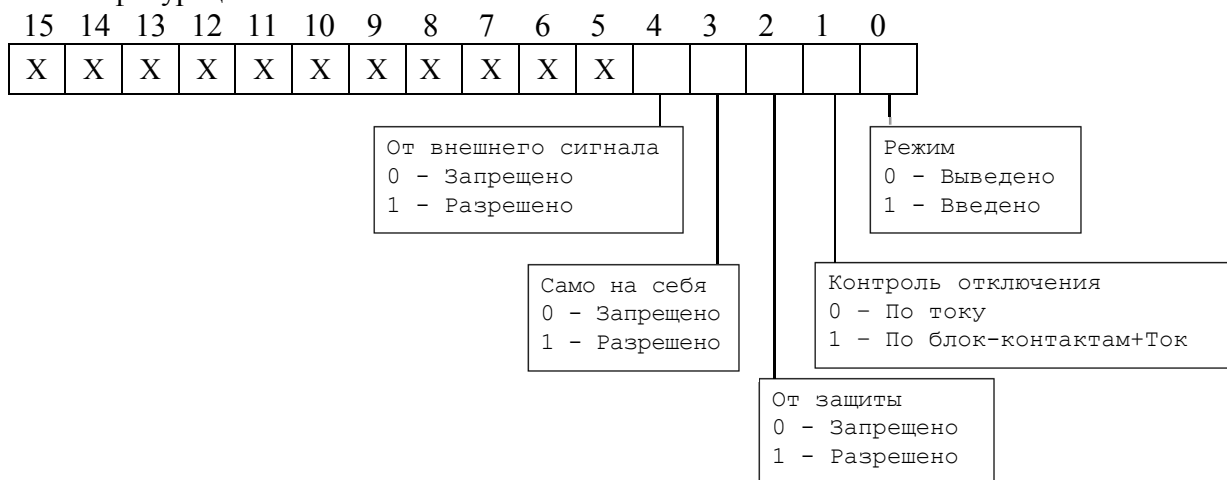 15 14 13 12 11 10 9 8 7 6 5 4 3 2 1 0
X X X X X X X X X X X
От внешнего сигнала
0 - Запрещено
1 - Разрешено
Режим
0 - Выведено
1 - Введено
Само на себя
0 - Запрещено
1 - Разрешено
Контроль отключения
0 – По току
1 – По блок-контактам+Ток
От защиты
0 - Запрещено
1 - Разрешено